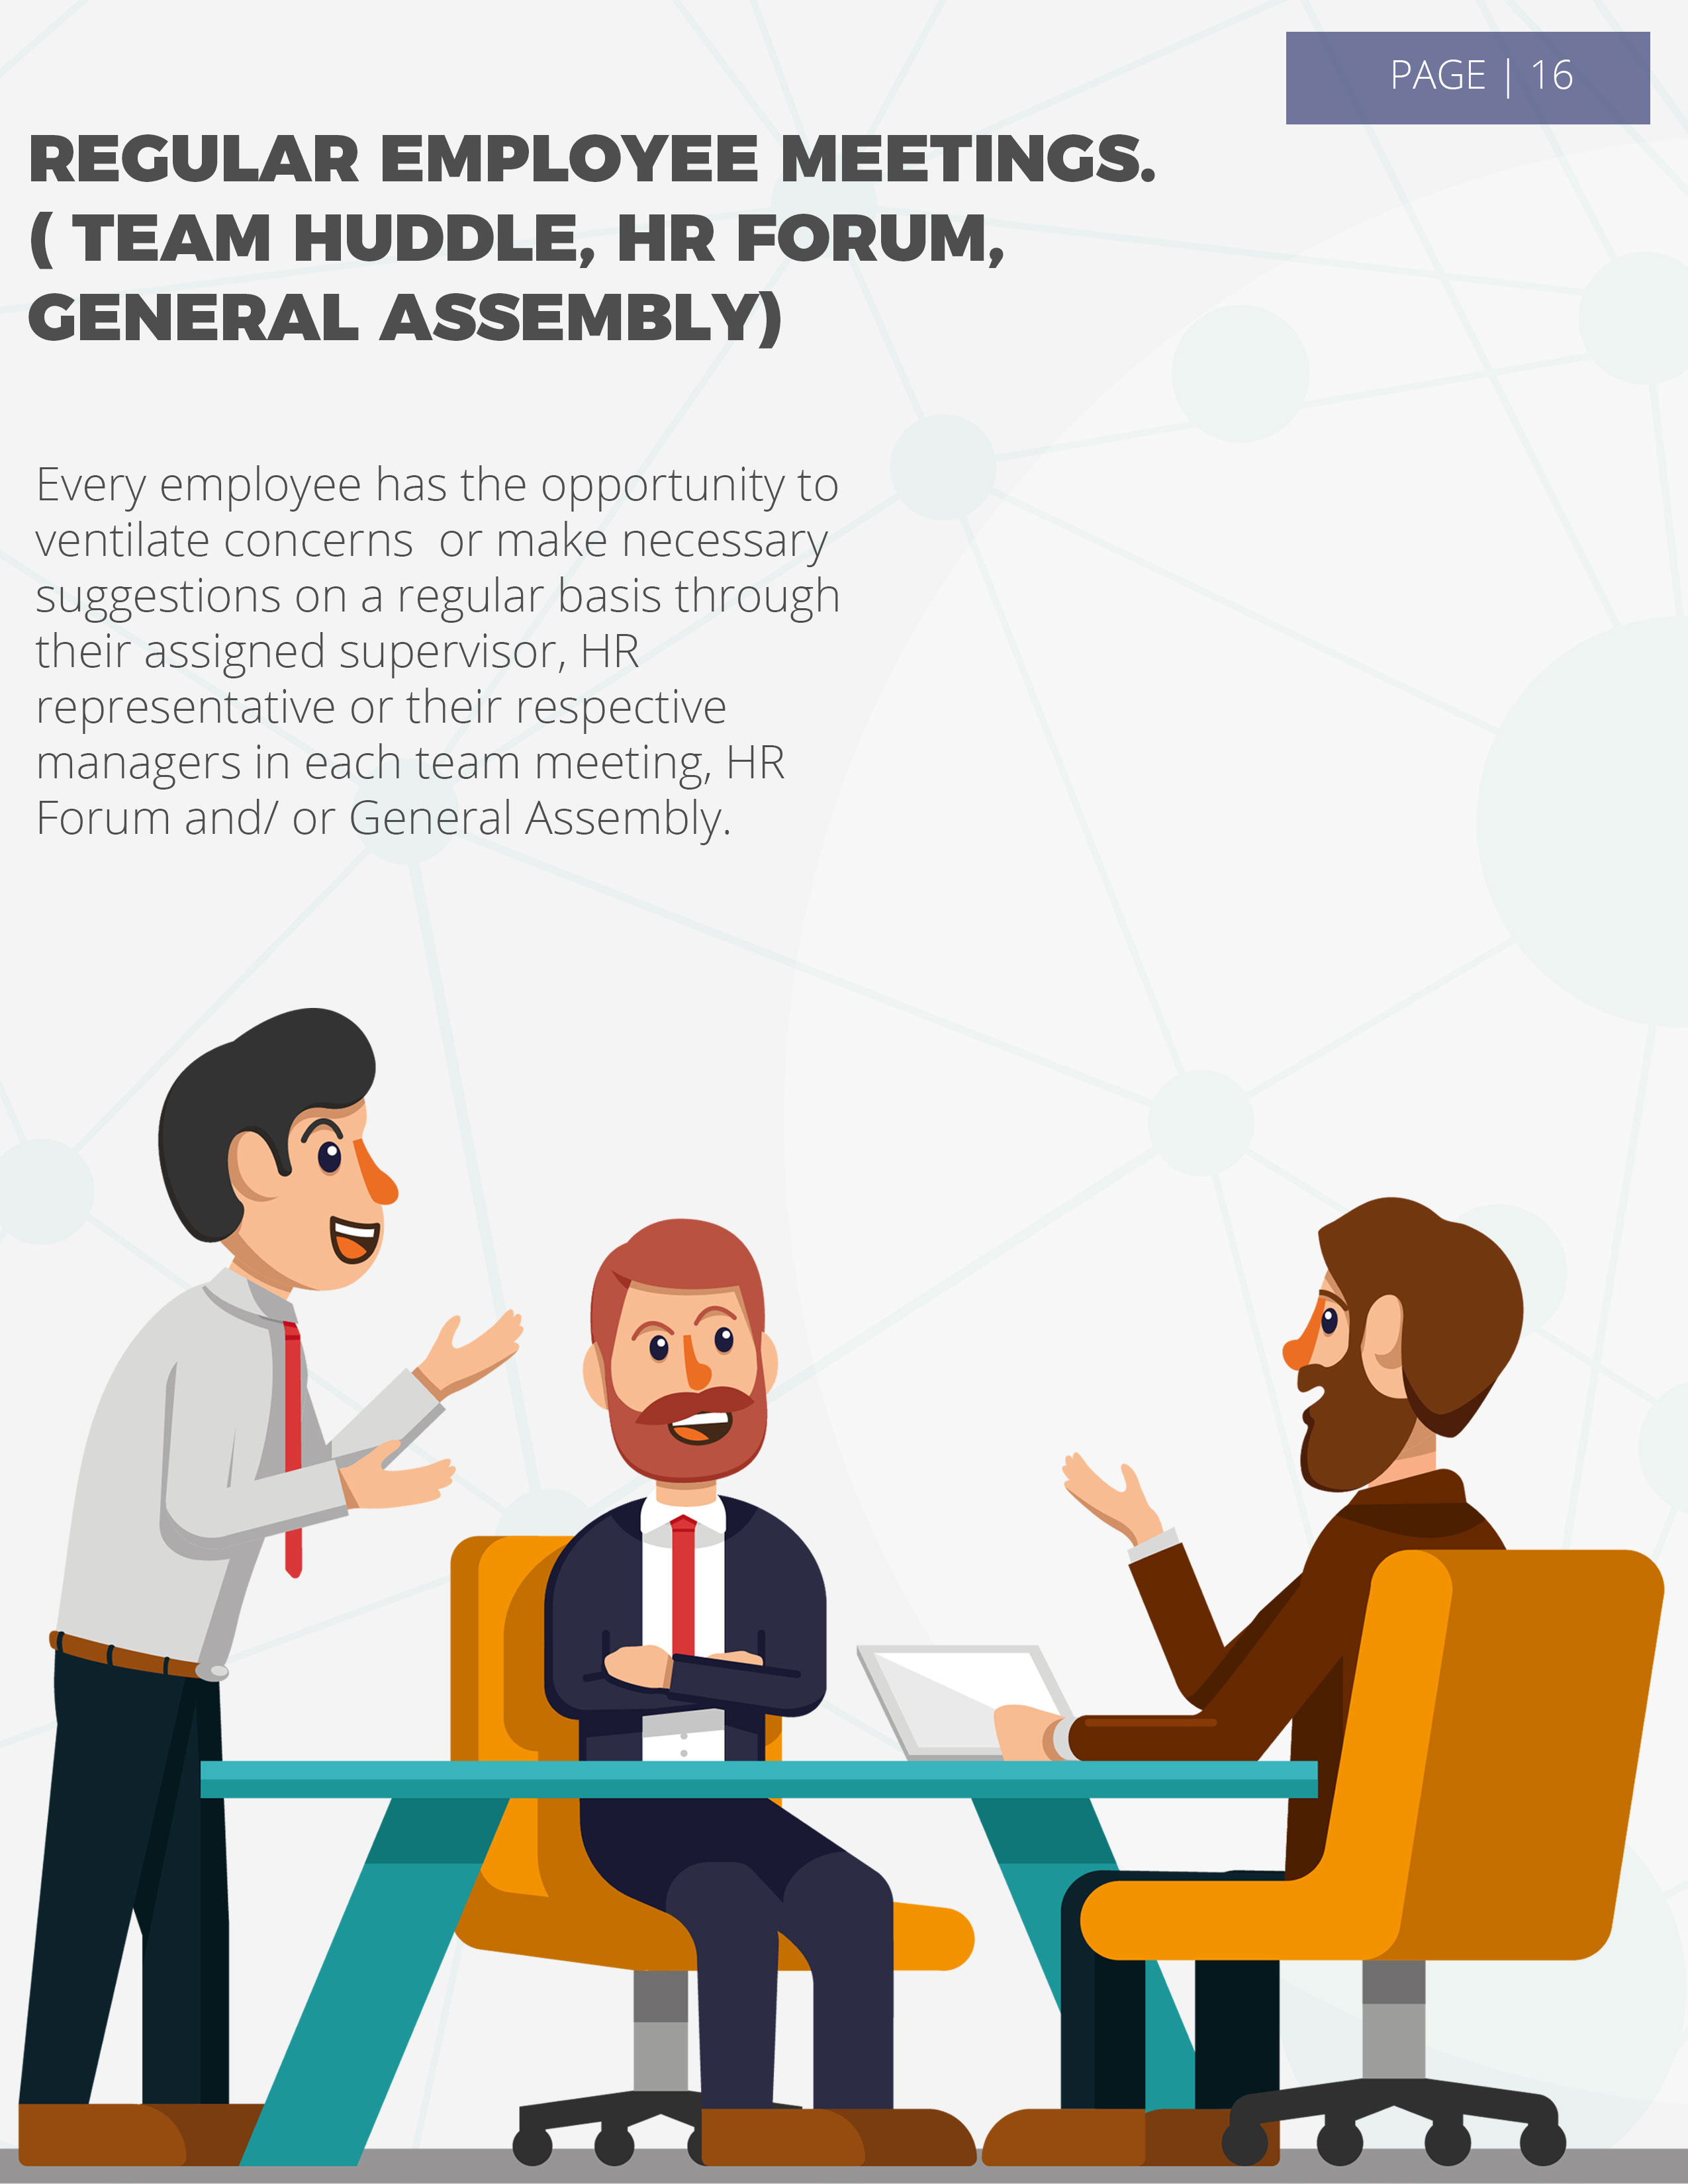 PAGE | 16
REGULAR EMPLOYEE MEETINGS.
( TEAM HUDDLE, HR FORUM,
GENERAL ASSEMBLY)
Every employee has the opportunity to
ventilate concerns  or make necessary
suggestions on a regular basis through
their assigned supervisor, HR
representative or their respective
managers in each team meeting, HR
Forum and/ or General Assembly.